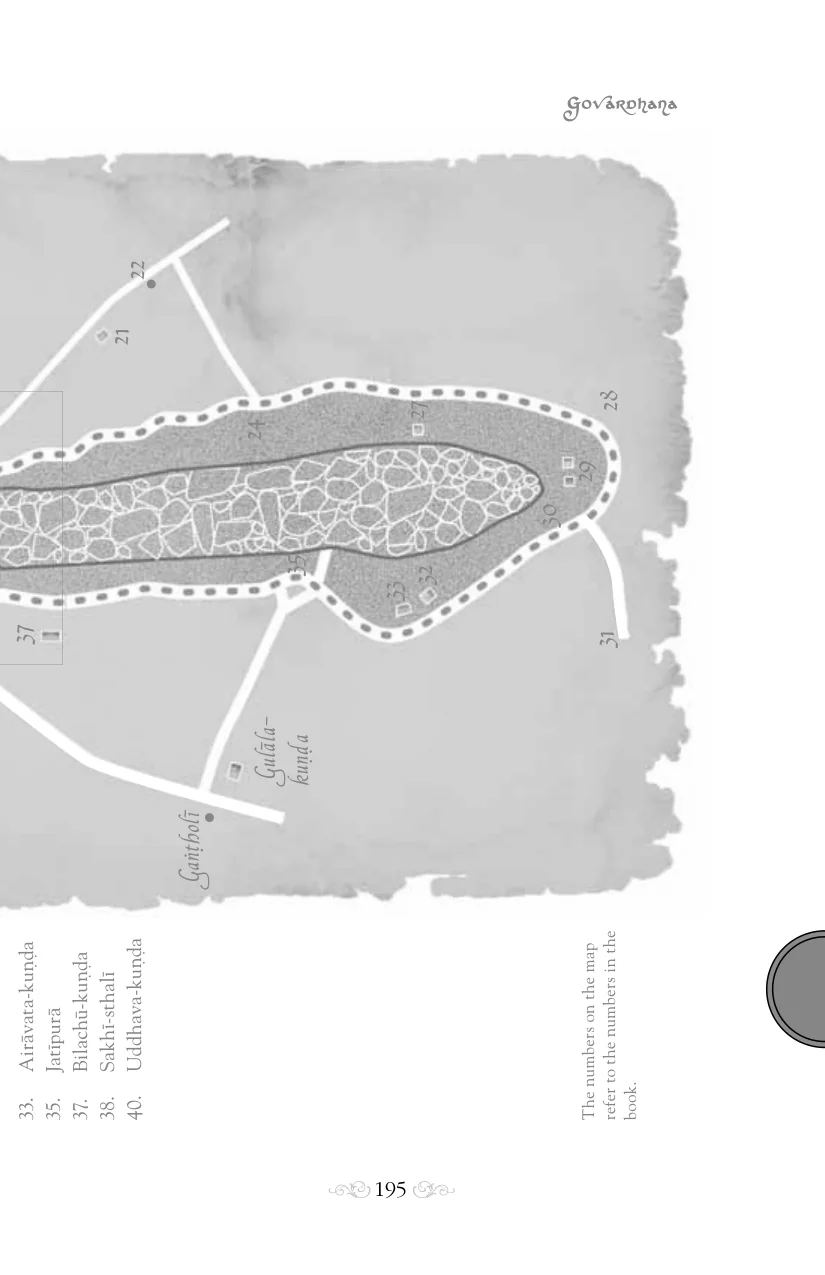 Govardhana
22
21
24
27
28
29
30
35
33
32
31
37
Gulāla-
kuṇḍa
Gaṅṭholī
33. Airāvata-kuṇḍa
35. Jatīpurā
37. Bilachū-kuṇḍa
38. Sakhī-sthalī
40. Uddhava-kuṇḍa
The numbers on the map
refer to the numbers in the
book.
195